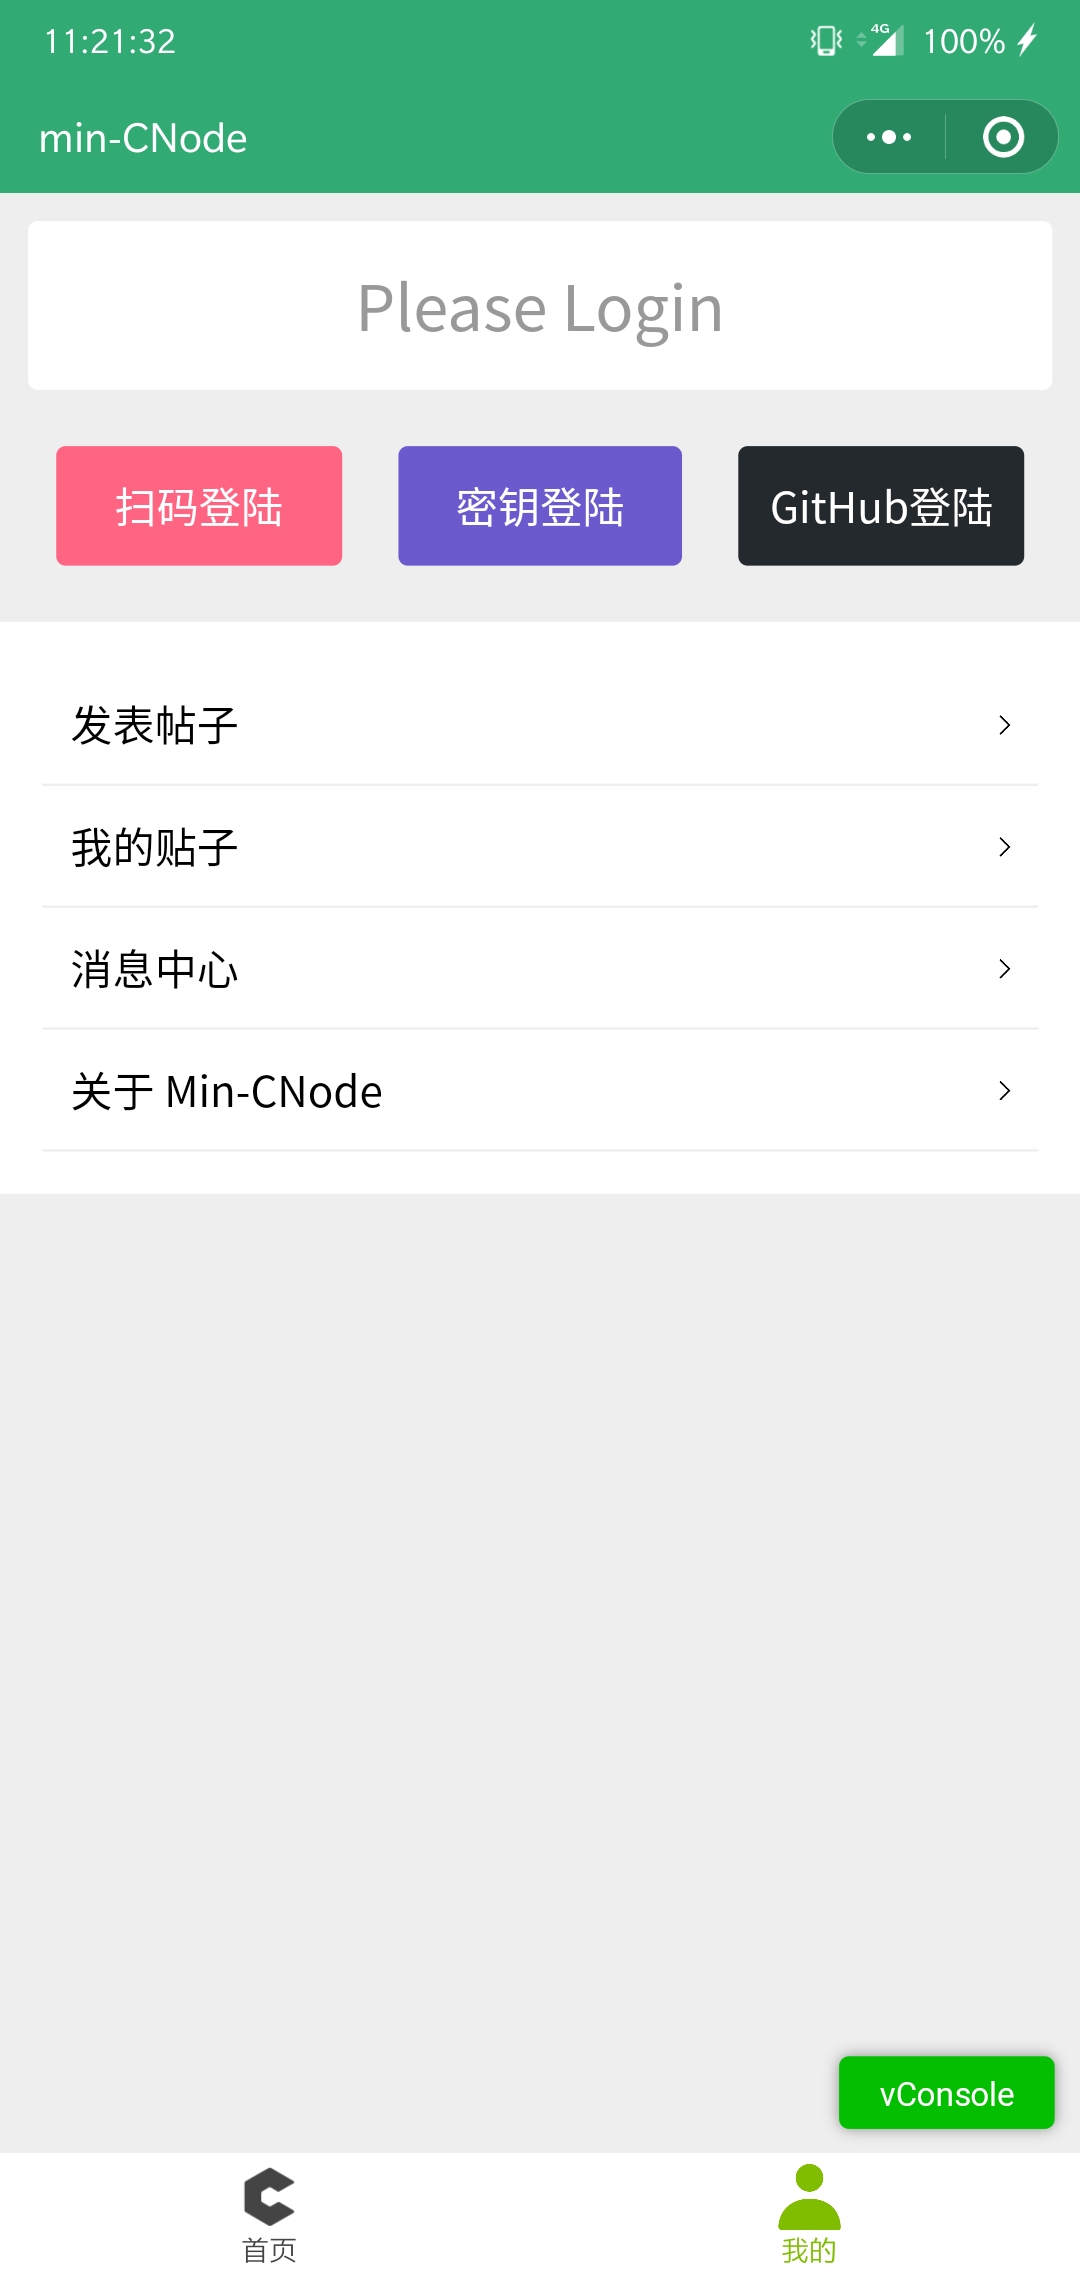 11:21:32 4G 100%
min-CNode
Please Login
扫码登陆 密钥登陆 GitHub登陆
发表帖子
我的贴子
消息中心
关于 Min-CNode
vConsole
首页 我的